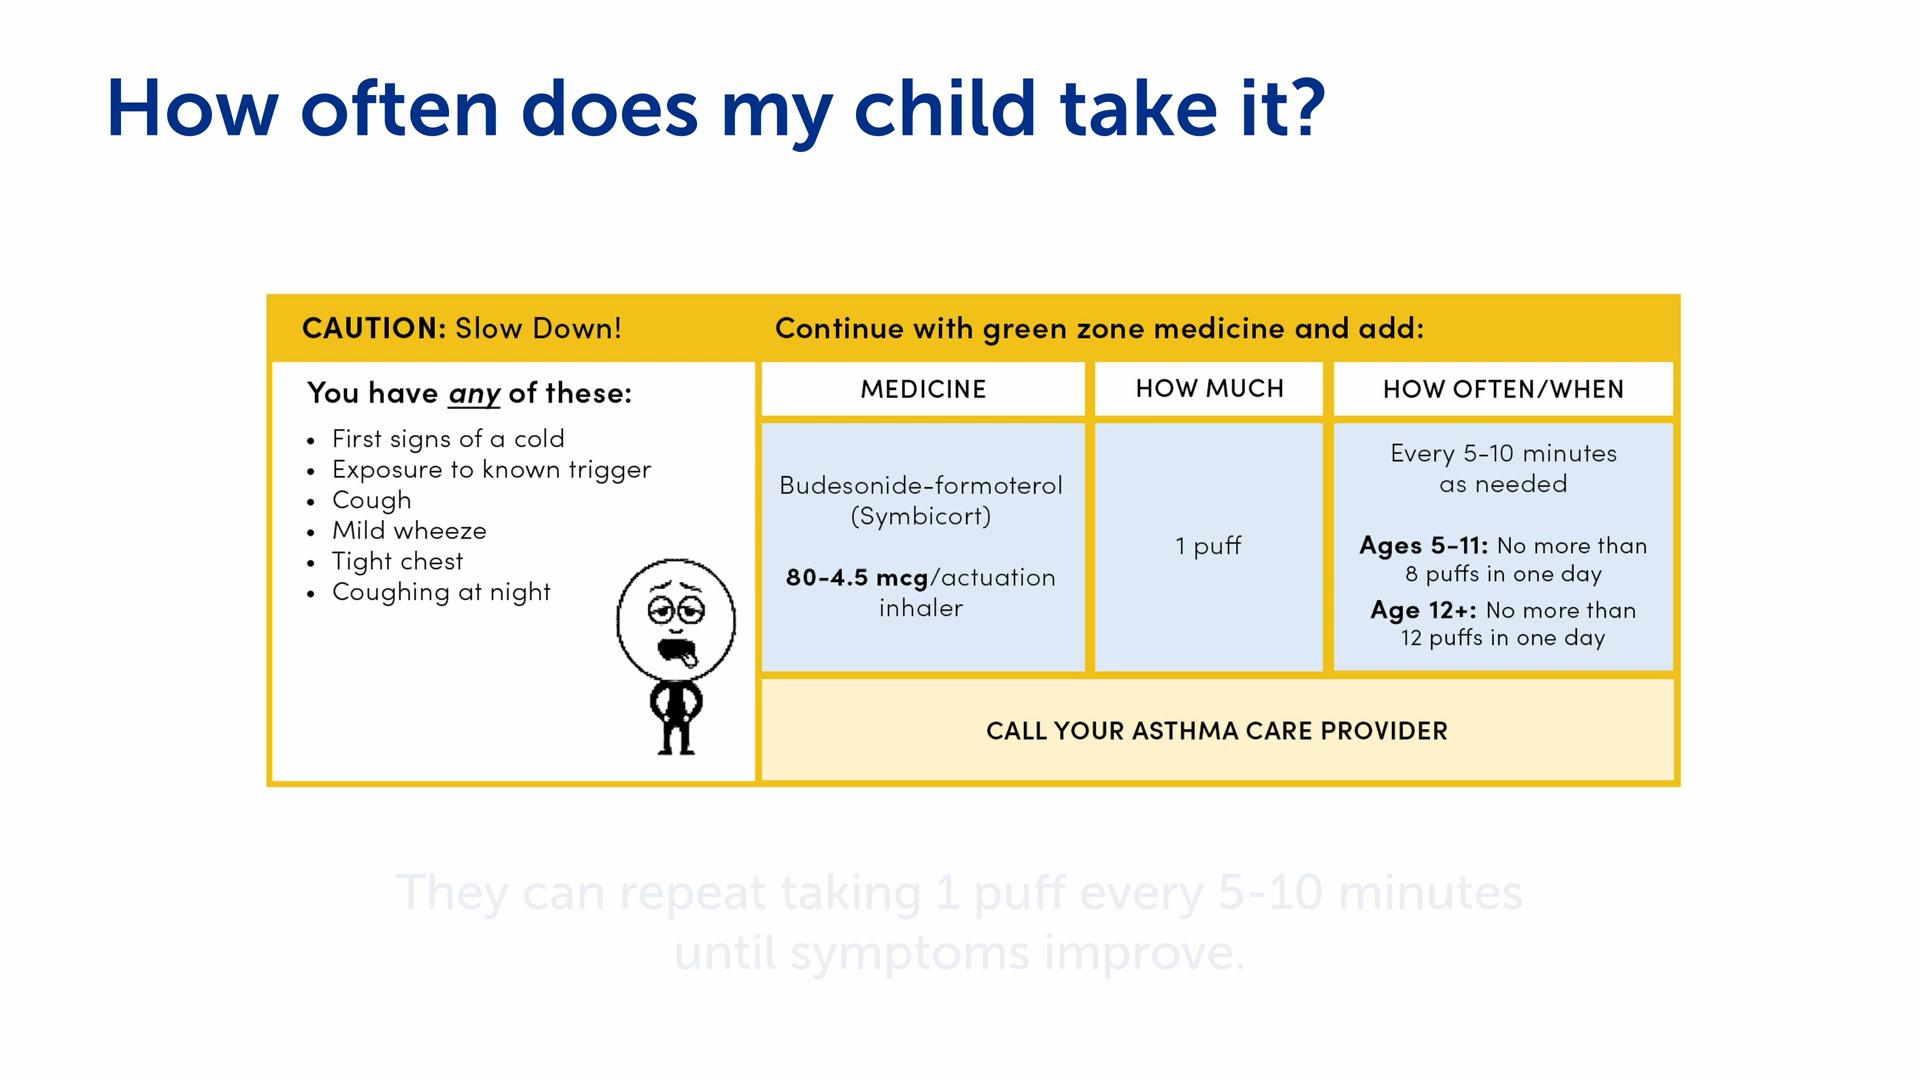 How often does my child take it?
CAUTION: Slow Down!
Continue with green zone medicine and add:
You have any of these:
• First signs of a cold
• Exposure to known trigger
• Cough
• Mild wheeze
• Tight chest
• Coughing at night
MEDICINE
Budesonide-formoterol
(Symbicort)
80-4.5 mcg/actuation
inhaler
HOW MUCH
1 puff
HOW OFTEN/WHEN
Every 5-10 minutes
as needed
Ages 5-11: No more than
8 puffs in one day
Age 12+: No more than
12 puffs in one day
CALL YOUR ASTHMA CARE PROVIDER
They can repeat taking 1 puff every 5-10 minutes
until symptoms improve.